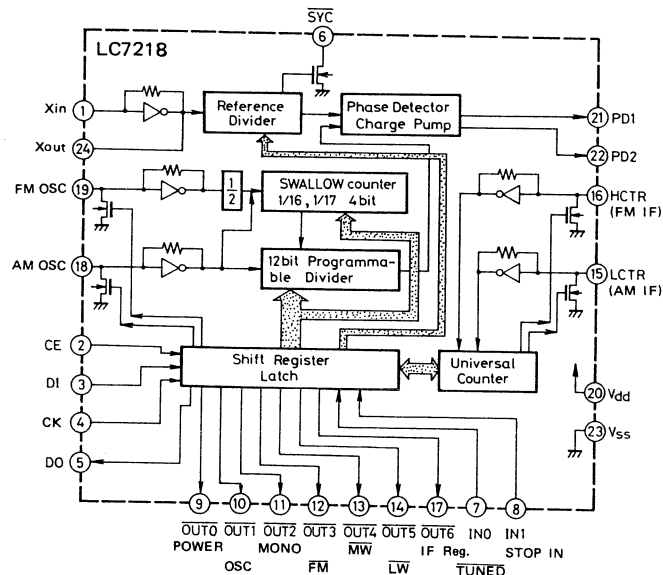 SYC
6
LC7218
Xin
1
Reference
Divider
Phase Detector
Charge Pump
21 PD1
Xout
24
22 PD2
FM OSC
19
1/2
SWALLOW counter
1/16, 1/17 4bit
16 HCTR
(FM IF)
AM OSC
18
12bit Programma-
ble Divider
15 LCTR
(AM IF)
CE
2
Shift Register
Latch
Universal
Counter
DI
3
20 Vdd
CK
4
23 Vss
DO
5
9 10 11 12 13 14 17 7 8
OUT0 OUT1 OUT2 OUT3 OUT4 OUT5 OUT6 IN0 IN1
POWER MONO MW IF Reg. STOP IN
OSC FM LW TUNED